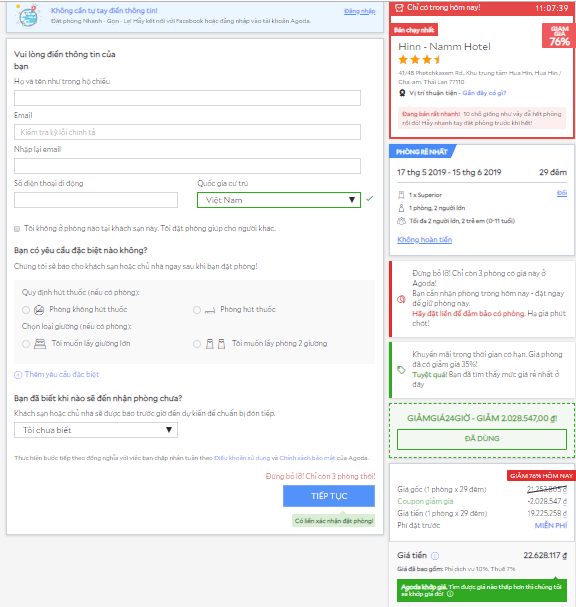 Không cần tự tay điền thông tin!
Đăng nhập
Đặt phòng Nhanh - Gọn - Lẹ! Hãy kết nối với Facebook hoặc đăng nhập vào tài khoản Agoda.
Vui lòng điền thông tin của
bạn
Họ và tên như trong hộ chiếu
Email
Kiểm tra kỹ lỗi chính tả
Nhập lại email
Số điện thoại di động
Quốc gia cư trú
Việt Nam
Tôi không ở phòng nào tại khách sạn này. Tôi đặt phòng giúp cho người khác.
Bạn có yêu cầu đặc biệt nào không?
Chúng tôi sẽ báo cho khách sạn hoặc chủ nhà ngay sau khi bạn đặt phòng!
Quy định hút thuốc (nếu có phòng):
Phòng không hút thuốc
Phòng hút thuốc
Chọn loại giường (nếu có phòng):
Tôi muốn lấy giường lớn
Tôi muốn lấy phòng 2 giường
Thêm yêu cầu đặc biệt
Bạn đã biết khi nào sẽ đến nhận phòng chưa?
Khách sạn hoặc chủ nhà sẽ được báo trước giờ đến dự kiến để chuẩn bị đón tiếp.
Tôi chưa biết
Thực hiện bước tiếp theo đồng nghĩa với việc bạn chấp nhận tuân theo Điều khoản sử dụng và Chính sách bảo mật của Agoda.
Đừng bỏ lỡ! Chỉ còn 3 phòng thôi!
TIẾP TỤC
Có liền xác nhận đặt phòng!
Chỉ có trong hôm nay!
11:07:39
Bán chạy nhất
GIẢM GIÁ
76%
Hinn - Namm Hotel
41/45 Phetchkasem Rd., Khu trung tâm Hua Hin, Hua Hin /
Cha-am, Thái Lan 77110
Vị trí thuận tiện - Gần đây có gì?
Đang bán rất nhanh! 10 chỗ giống như vậy đã hết phòng
rồi đó! Hãy nhanh tay đặt phòng trước khi hết!
PHÒNG RẺ NHẤT
17 thg 5 2019 - 15 thg 6 2019
29 đêm
1 x Superior
Đổi
1 phòng, 2 người lớn
Tối đa 2 người lớn, 2 trẻ em (0-11 tuổi)
Không hoàn tiền
Đừng bỏ lỡ! Chỉ còn 3 phòng có giá này ở
Agoda!
Bạn cần nhận phòng trong hôm nay - đặt ngay
để giữ phòng này.
Hãy đặt liền để đảm bảo có phòng. Hạ giá phút
chót!
Khuyến mãi trong thời gian có hạn. Giá phòng
đã có giảm giá 35%!
Tuyệt quá! Bạn đã tìm thấy mức giá rẻ nhất ở
đây
GIẢMGIÁ24GIỜ - GIẢM 2.028.547,00 ₫!
ĐÃ DÙNG
GIẢM 76% HÔM NAY
Giá gốc (1 phòng x 29 đêm)
21.253.805 ₫
Coupon giảm giá
-2.028.547 ₫
Giá tiền (1 phòng x 29 đêm)
19.225.258 ₫
Phí đặt trước
MIỄN PHÍ
Giá tiền
22.628.117 ₫
Giá đã bao gồm: Phí dịch vụ 10%, Thuế 7%
Agoda khớp giá. Tìm được giá nào thấp hơn thì chúng tôi
sẽ khớp giá đó!